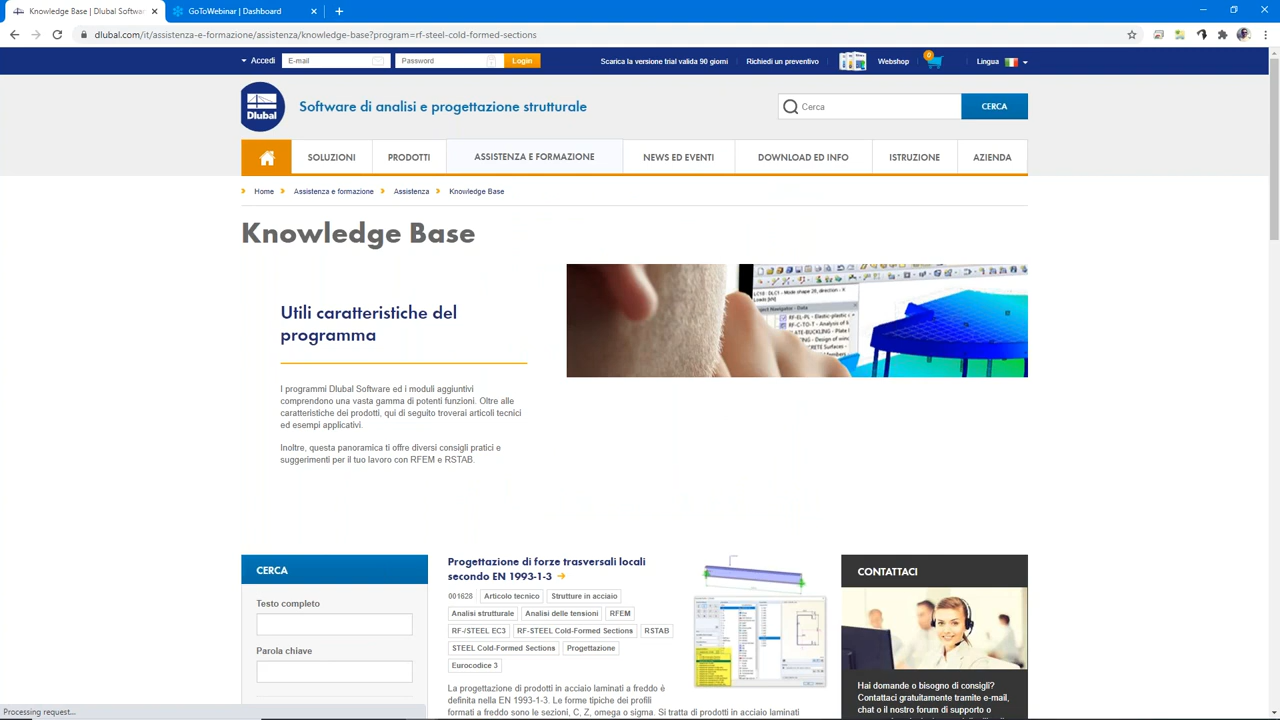 Knowledge Base | Dlubal Softwar
GoToWebinar | Dashboard
dlubal.com/it/assistenza-e-formazione/assistenza/knowledge-base?program=rf-steel-cold-formed-sections
Accedi
E-mail
Password
Login
Scarica la versione trial valida 90 giorni
Richiedi un preventivo
Webshop
0
Lingua
Dlubal
Software di analisi e progettazione strutturale
Cerca
CERCA
SOLUZIONI
PRODOTTI
ASSISTENZA E FORMAZIONE
NEWS ED EVENTI
DOWNLOAD ED INFO
ISTRUZIONE
AZIENDA
Home
Assistenza e formazione
Assistenza
Knowledge Base
Knowledge Base
Utili caratteristiche del
programma
I programmi Dlubal Software ed i moduli aggiuntivi
comprendono una vasta gamma di potenti funzioni. Oltre alle
caratteristiche dei prodotti, qui di seguito troverai articoli tecnici
ed esempi applicativi.
Inoltre, questa panoramica ti offre diversi consigli pratici e
suggerimenti per il tuo lavoro con RFEM e RSTAB.
CERCA
Testo completo
Parola chiave
Progettazione di forze trasversali locali
secondo EN 1993-1-3
001628
Articolo tecnico
Strutture in acciaio
Analisi strutturale
Analisi delle tensioni
RFEM
RF-/STEEL EC3
RF-STEEL Cold-Formed Sections
RSTAB
STEEL Cold-Formed Sections
Progettazione
Eurocodice 3
La progettazione di prodotti in acciaio laminati a freddo è
definita nella EN 1993-1-3. Le forme tipiche dei profili
formati a freddo sono le sezioni, C, Z, omega o sigma. Si tratta di prodotti in acciaio laminati
CONTATTACI
Hai domande o bisogno di consigli?
Contattaci gratuitamente tramite e-mail,
chat o il nostro forum di supporto o
Processing request...